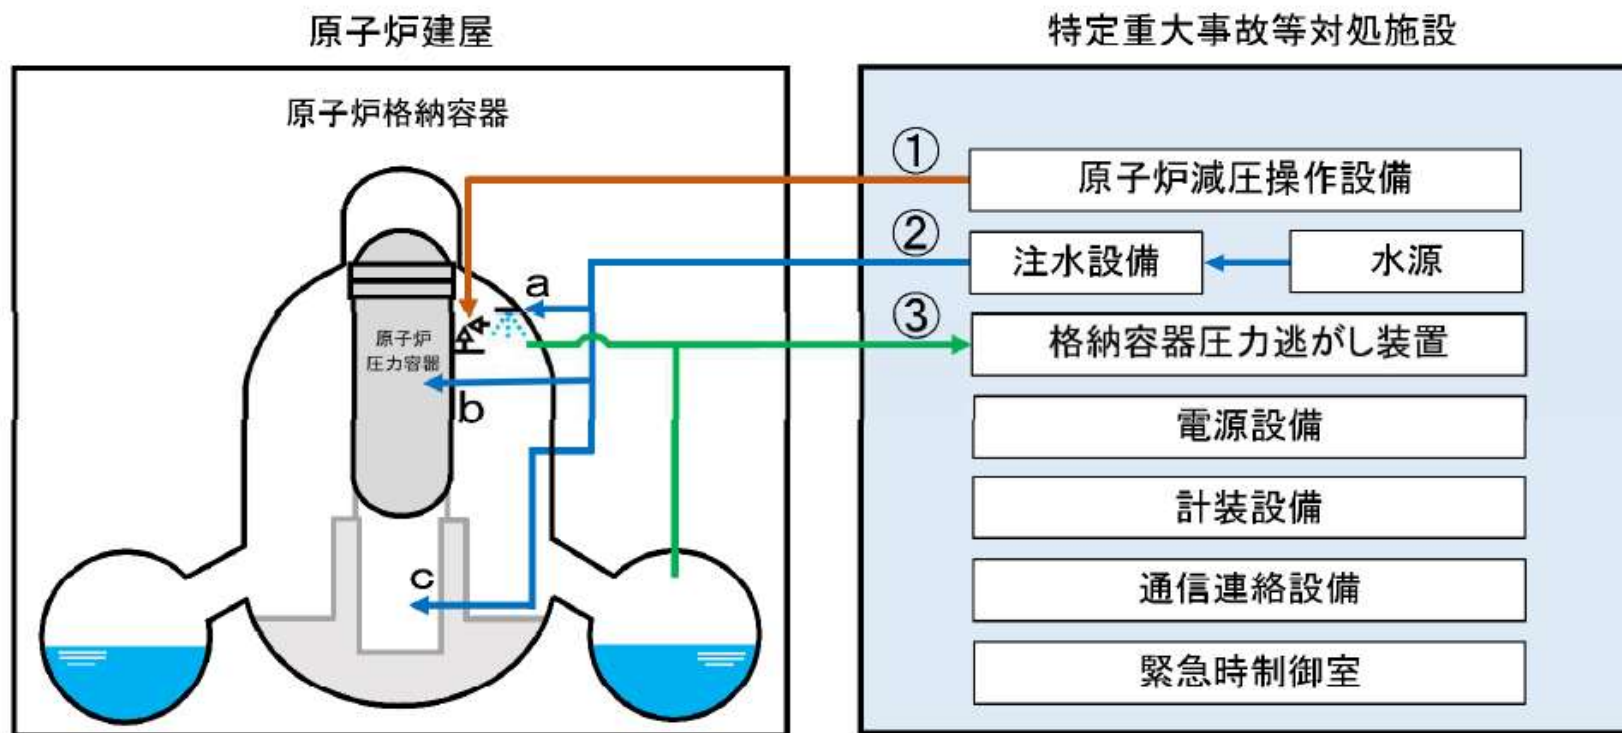 原子炉建屋
原子炉格納容器
原子炉
圧力容器
a
b
c
特定重大事故等対処施設
①
原子炉減圧操作設備
②
注水設備
水源
③
格納容器圧力逃がし装置
電源設備
計装設備
通信連絡設備
緊急時制御室